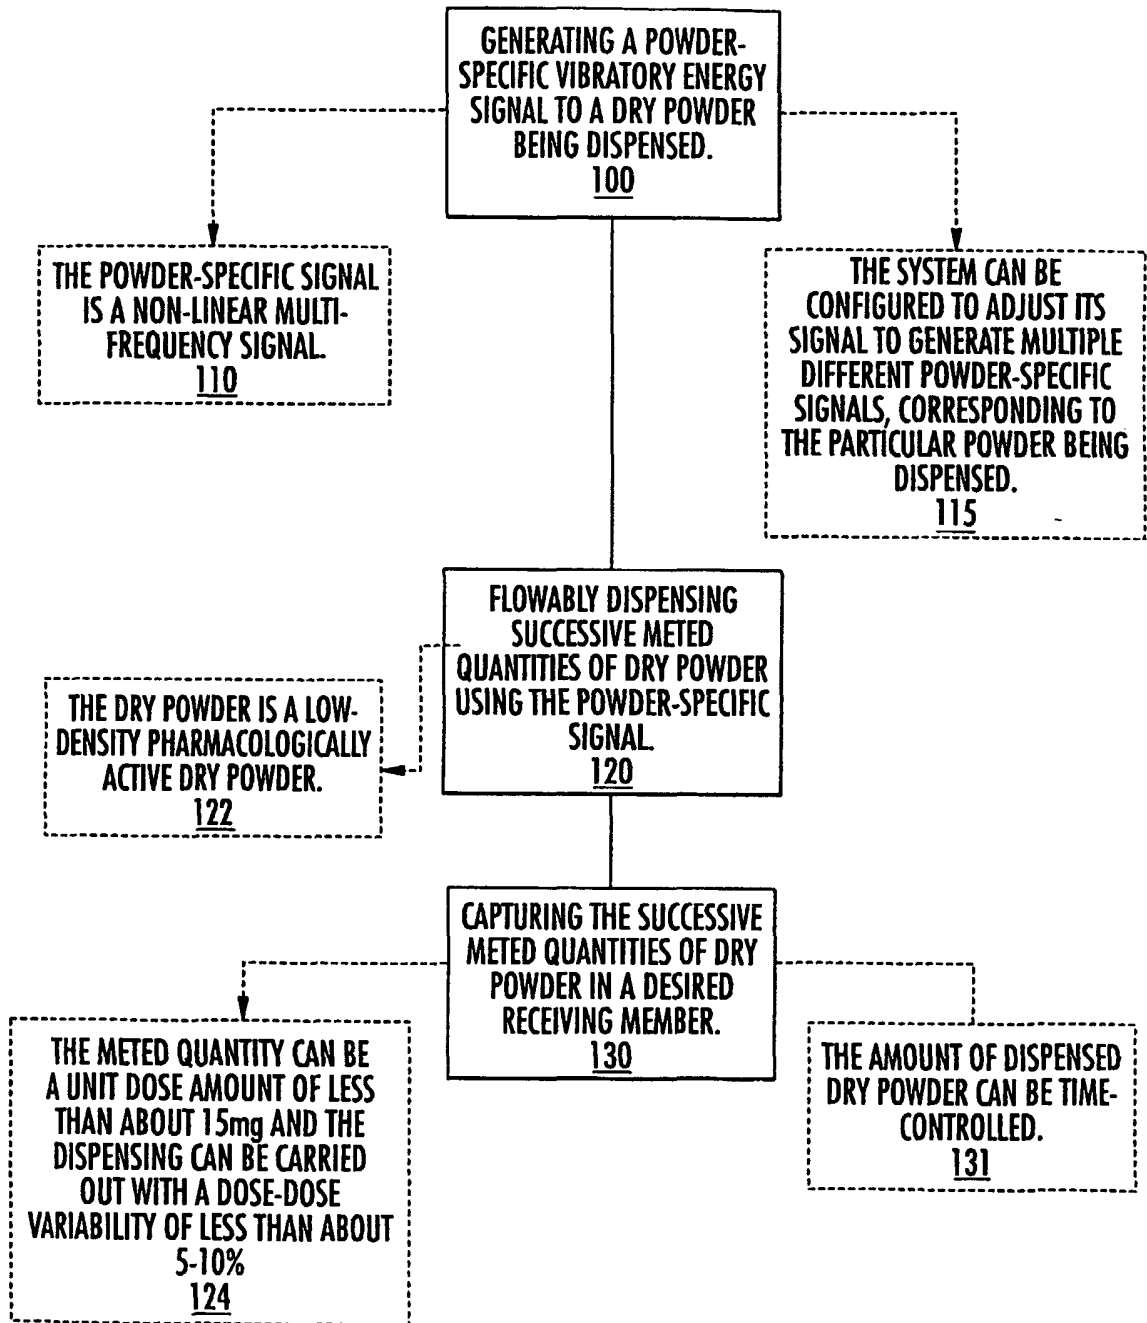 GENERATING A POWDER-
SPECIFIC VIBRATORY ENERGY
SIGNAL TO A DRY POWDER
BEING DISPENSED.
100
THE POWDER-SPECIFIC SIGNAL
IS A NON-LINEAR MULTI-
FREQUENCY SIGNAL.
110
THE SYSTEM CAN BE
CONFIGURED TO ADJUST ITS
SIGNAL TO GENERATE MULTIPLE
DIFFERENT POWDER-SPECIFIC
SIGNALS, CORRESPONDING TO
THE PARTICULAR POWDER BEING
DISPENSED.
115
FLOWABLY DISPENSING
SUCCESSIVE METED
QUANTITIES OF DRY POWDER
USING THE POWDER-SPECIFIC
SIGNAL.
120
THE DRY POWDER IS A LOW-
DENSITY PHARMACOLOGICALLY
ACTIVE DRY POWDER.
122
CAPTURING THE SUCCESSIVE
METED QUANTITIES OF DRY
POWDER IN A DESIRED
RECEIVING MEMBER.
130
THE METED QUANTITY CAN BE
A UNIT DOSE AMOUNT OF LESS
THAN ABOUT 15mg AND THE
DISPENSING CAN BE CARRIED
OUT WITH A DOSE-DOSE
VARIABILITY OF LESS THAN ABOUT
5-10%
124
THE AMOUNT OF DISPENSED
DRY POWDER CAN BE TIME-
CONTROLLED.
131